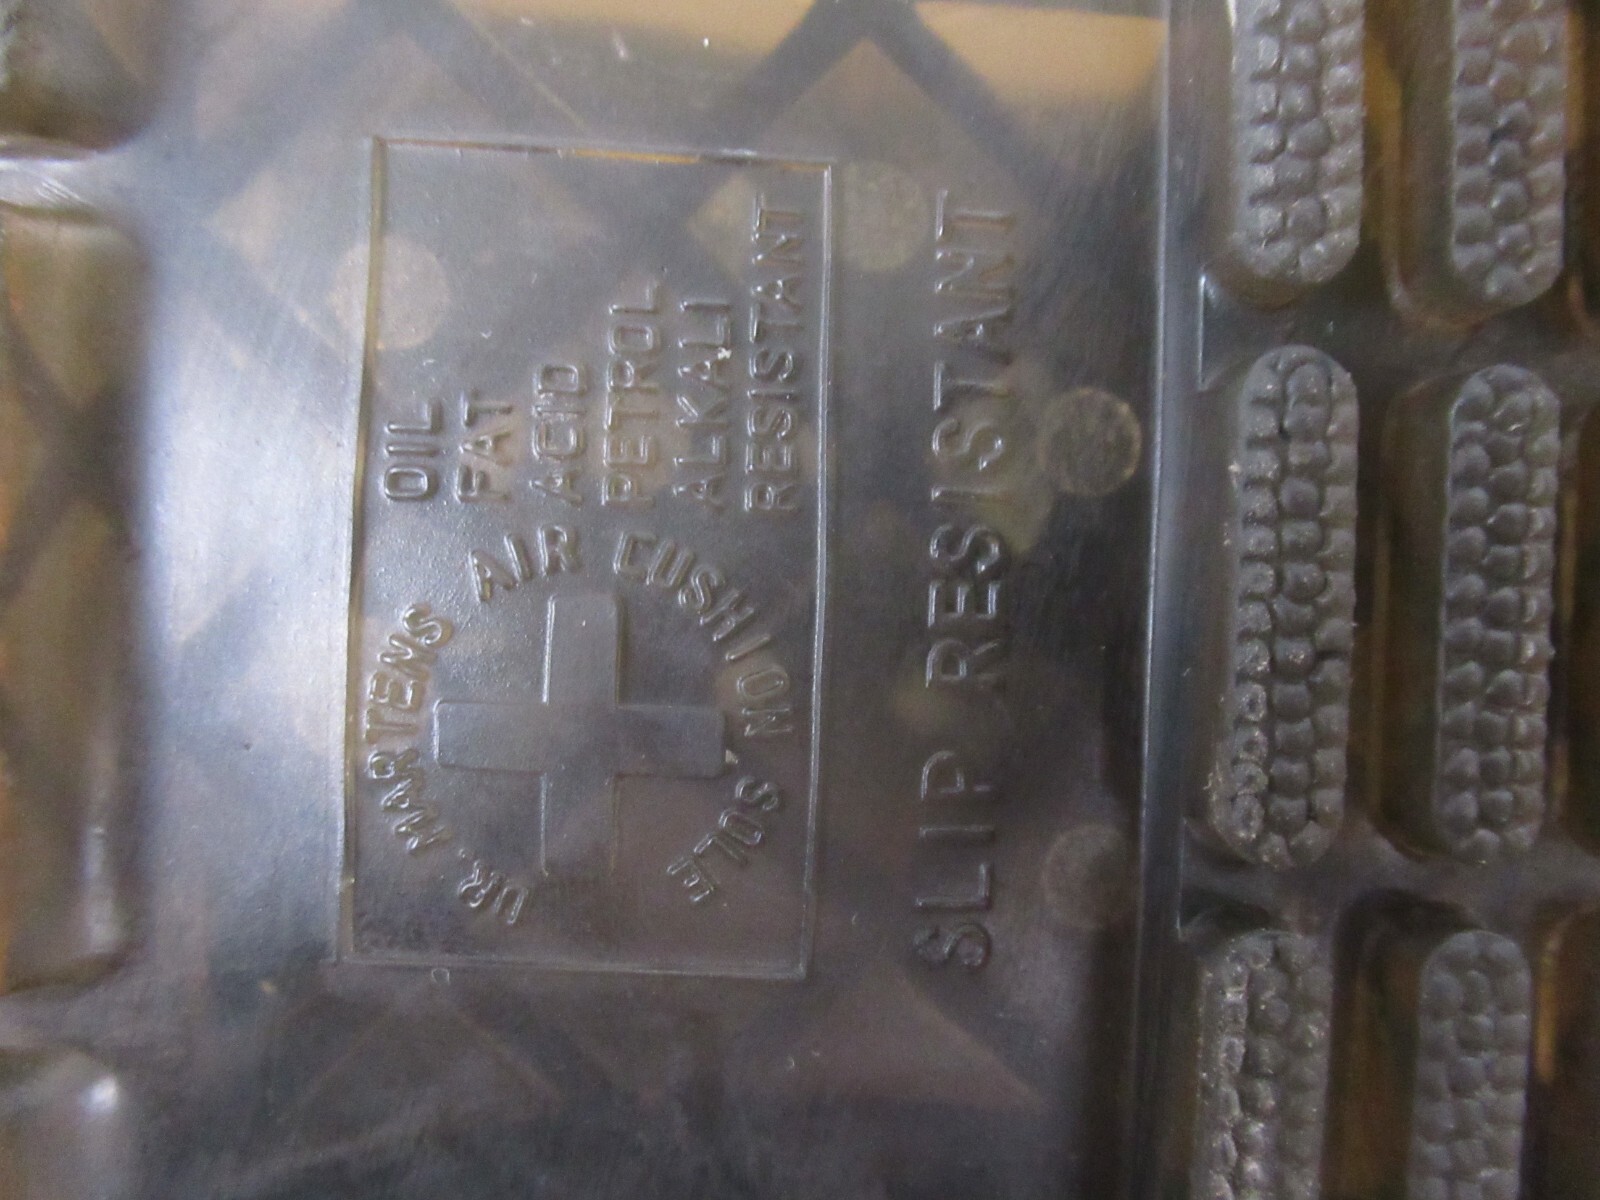 DR. MARTENS AIR CUSHION SOLE
OIL
FAT
ACID
PETROL
ALKALI
RESISTANT
SLIP RESISTANT